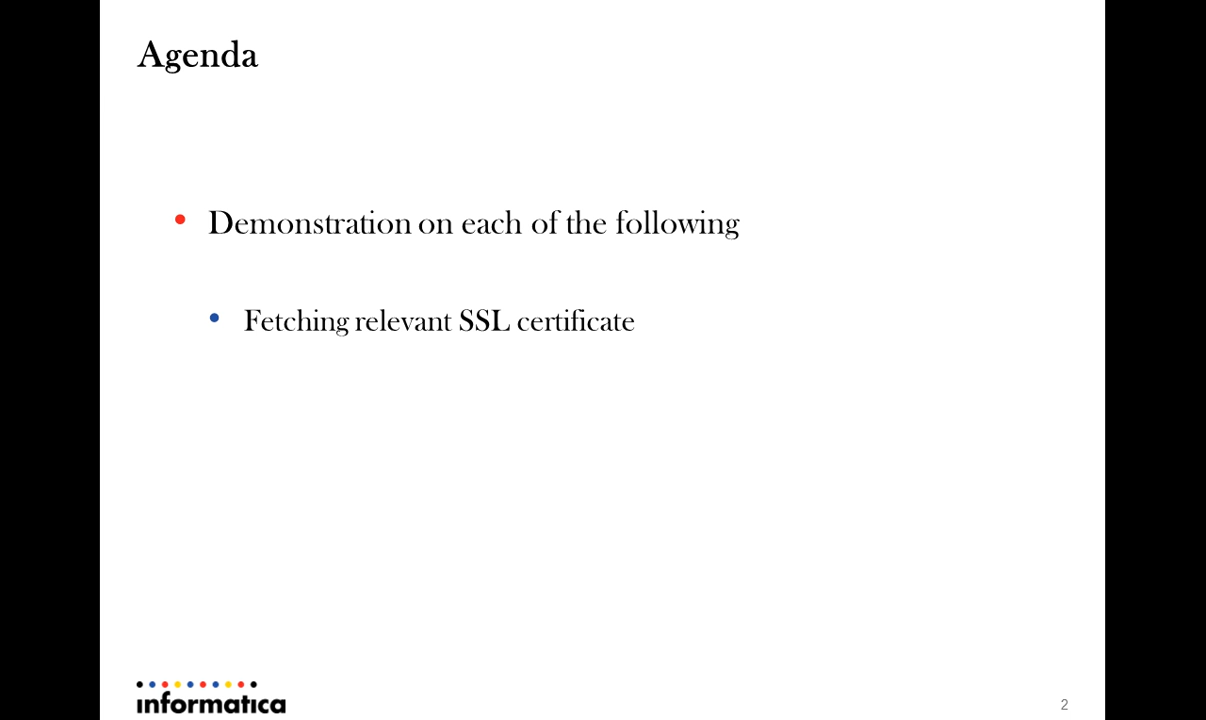 Agenda
Demonstration on each of the following
Fetching relevant SSL certificate
informatica
2